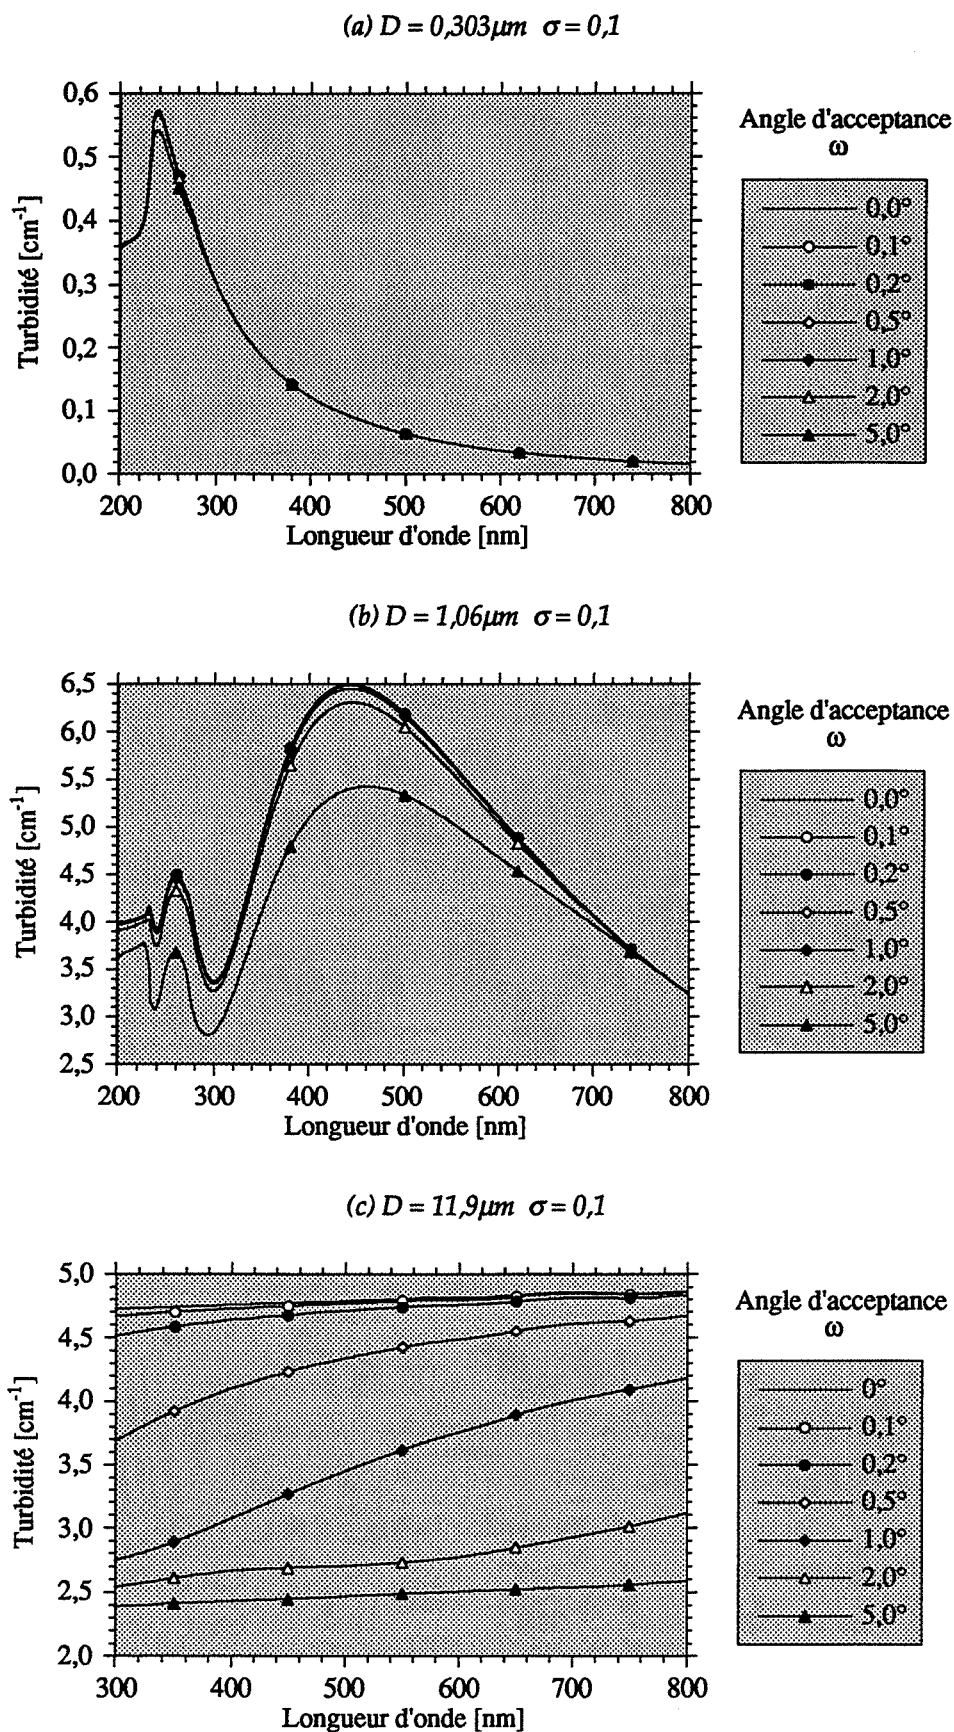 (a) D = 0,303µm σ = 0,1
0,6
0,5
0,4
0,3
0,2
0,1
0,0
Turbidité [cm-1]
200 300 400 500 600 700 800
Longueur d'onde [nm]
Angle d'acceptance
ω
0,0°
0,1°
0,2°
0,5°
1,0°
2,0°
5,0°
(b) D = 1,06µm σ = 0,1
6,5
6,0
5,5
5,0
4,5
4,0
3,5
3,0
2,5
Turbidité [cm-1]
200 300 400 500 600 700 800
Longueur d'onde [nm]
Angle d'acceptance
ω
0,0°
0,1°
0,2°
0,5°
1,0°
2,0°
5,0°
(c) D = 11,9µm σ = 0,1
5,0
4,5
4,0
3,5
3,0
2,5
2,0
Turbidité [cm-1]
300 400 500 600 700 800
Longueur d'onde [nm]
Angle d'acceptance
ω
0°
0,1°
0,2°
0,5°
1,0°
2,0°
5,0°